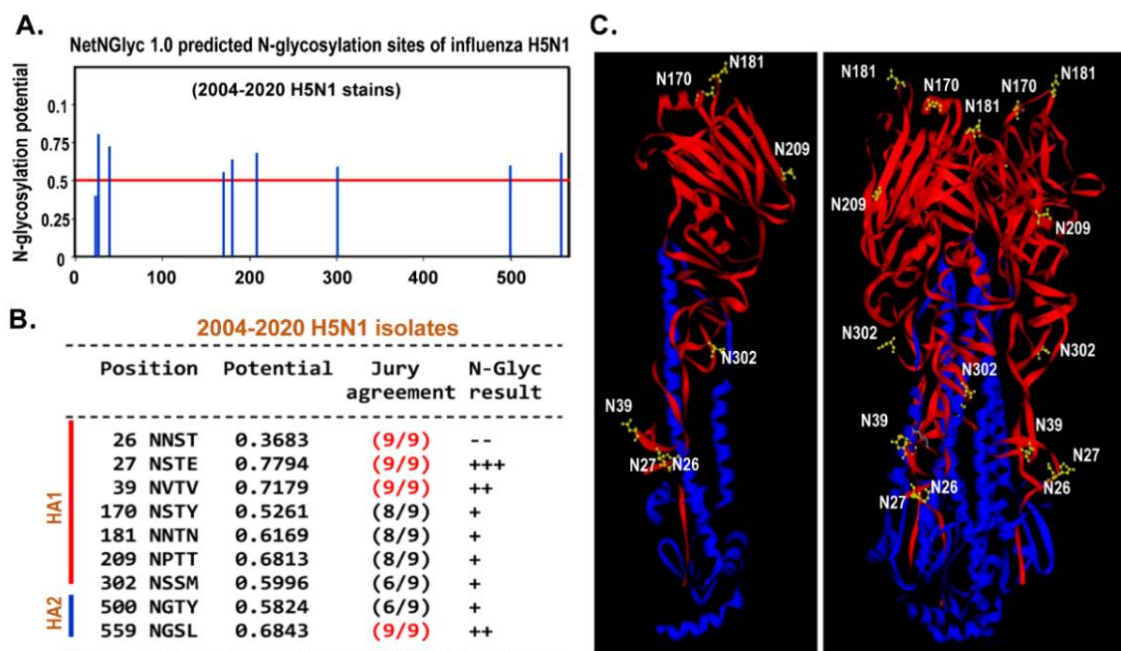 A.
NetNGlyc 1.0 predicted N-glycosylation sites of influenza H5N1
(2004-2020 H5N1 stains)
N-glycosylation potential
0.1
0.75
0.5
0.25
0
0 100 200 300 400 500
B.
2004-2020 H5N1 isolates
Position Potential Jury agreement N-Glyc result
HA1
26 NNST 0.3683 (9/9) --
27 NSTE 0.7794 (9/9) +++
39 NVTV 0.7179 (9/9) ++
170 NSTY 0.5261 (8/9) +
181 NNTN 0.6169 (8/9) +
209 NPTT 0.6813 (8/9) +
302 NSSM 0.5996 (6/9) +
HA2
500 NGTY 0.5824 (6/9) +
559 NGSL 0.6843 (9/9) ++
C.
N170 N181
N209
N302
N39
N27 N26
N181 N170 N181 N170 N181
N209 N209
N302 N302
N302
N39 N39
N27 N26 N26 N27